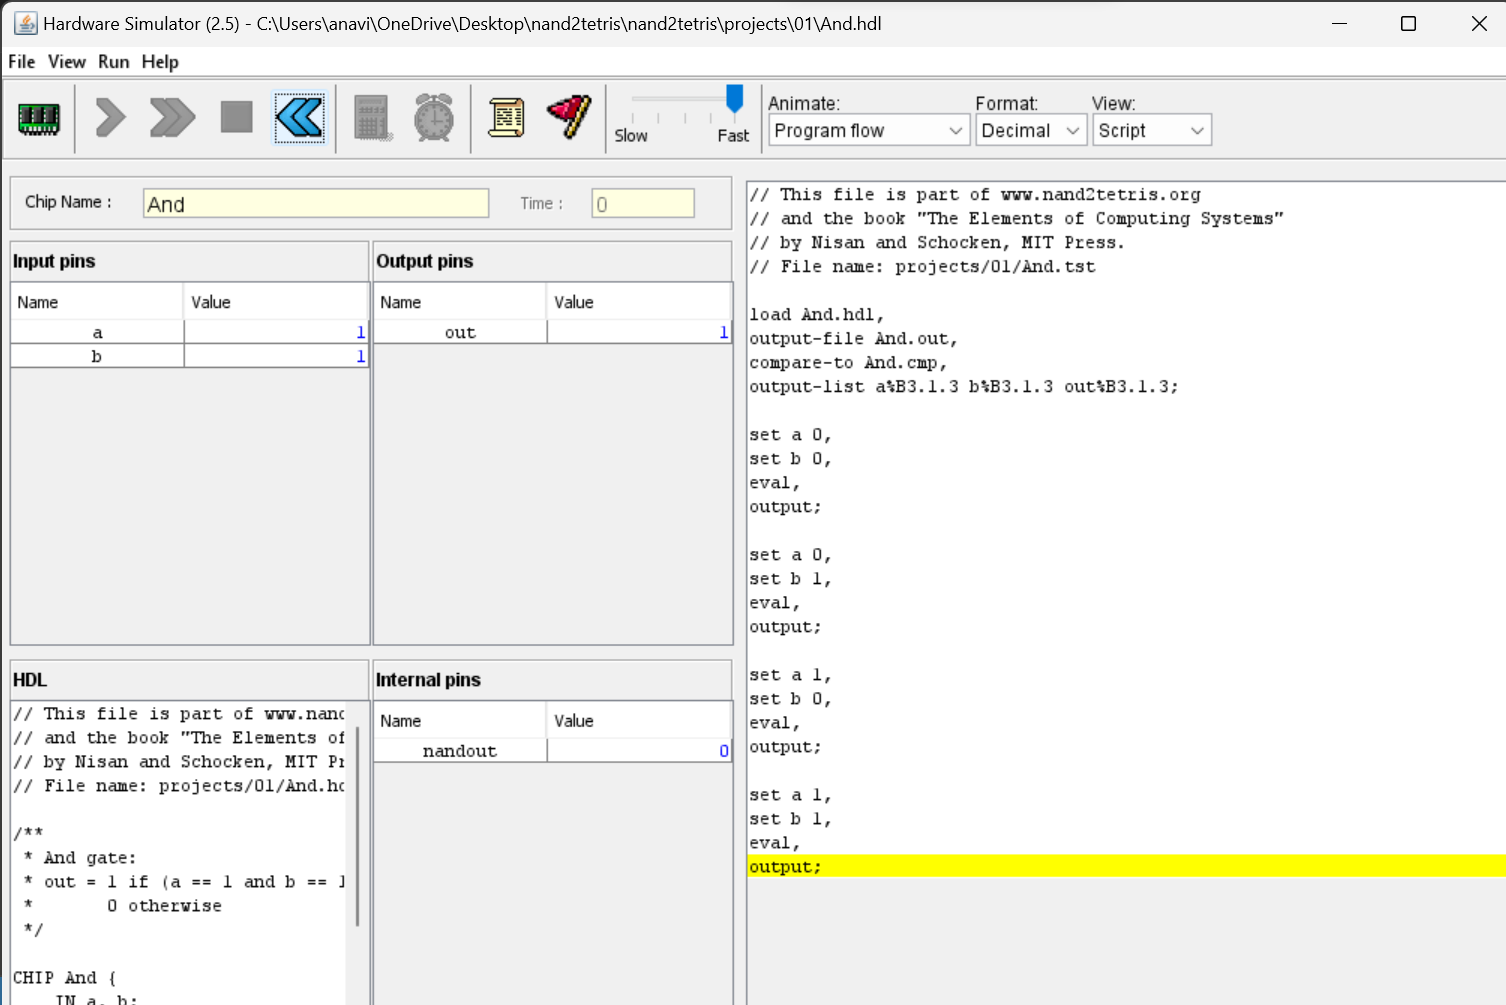 Hardware Simulator (2.5) - C:\Users\anavi\OneDrive\Desktop\nand2tetris\nand2tetris\projects\01\And.hdl
File View Run Help
Slow Fast
Animate: Format: View:
Program flow Decimal Script
Chip Name : And Time : 0
Input pins
Name Value
a 1
b 1
Output pins
Name Value
out 1
HDL
// This file is part of www.nand
// and the book "The Elements of
// by Nisan and Schocken, MIT Pr
// File name: projects/01/And.hd
/**
* And gate:
* out = 1 if (a == 1 and b == 1
* 0 otherwise
*/
CHIP And {
IN a, b;
Internal pins
Name Value
nandout 0
// This file is part of www.nand2tetris.org
// and the book "The Elements of Computing Systems"
// by Nisan and Schocken, MIT Press.
// File name: projects/01/And.tst
load And.hdl,
output-file And.out,
compare-to And.cmp,
output-list a%B3.1.3 b%B3.1.3 out%B3.1.3;
set a 0,
set b 0,
eval,
output;
set a 0,
set b 1,
eval,
output;
set a 1,
set b 0,
eval,
output;
set a 1,
set b 1,
eval,
output;